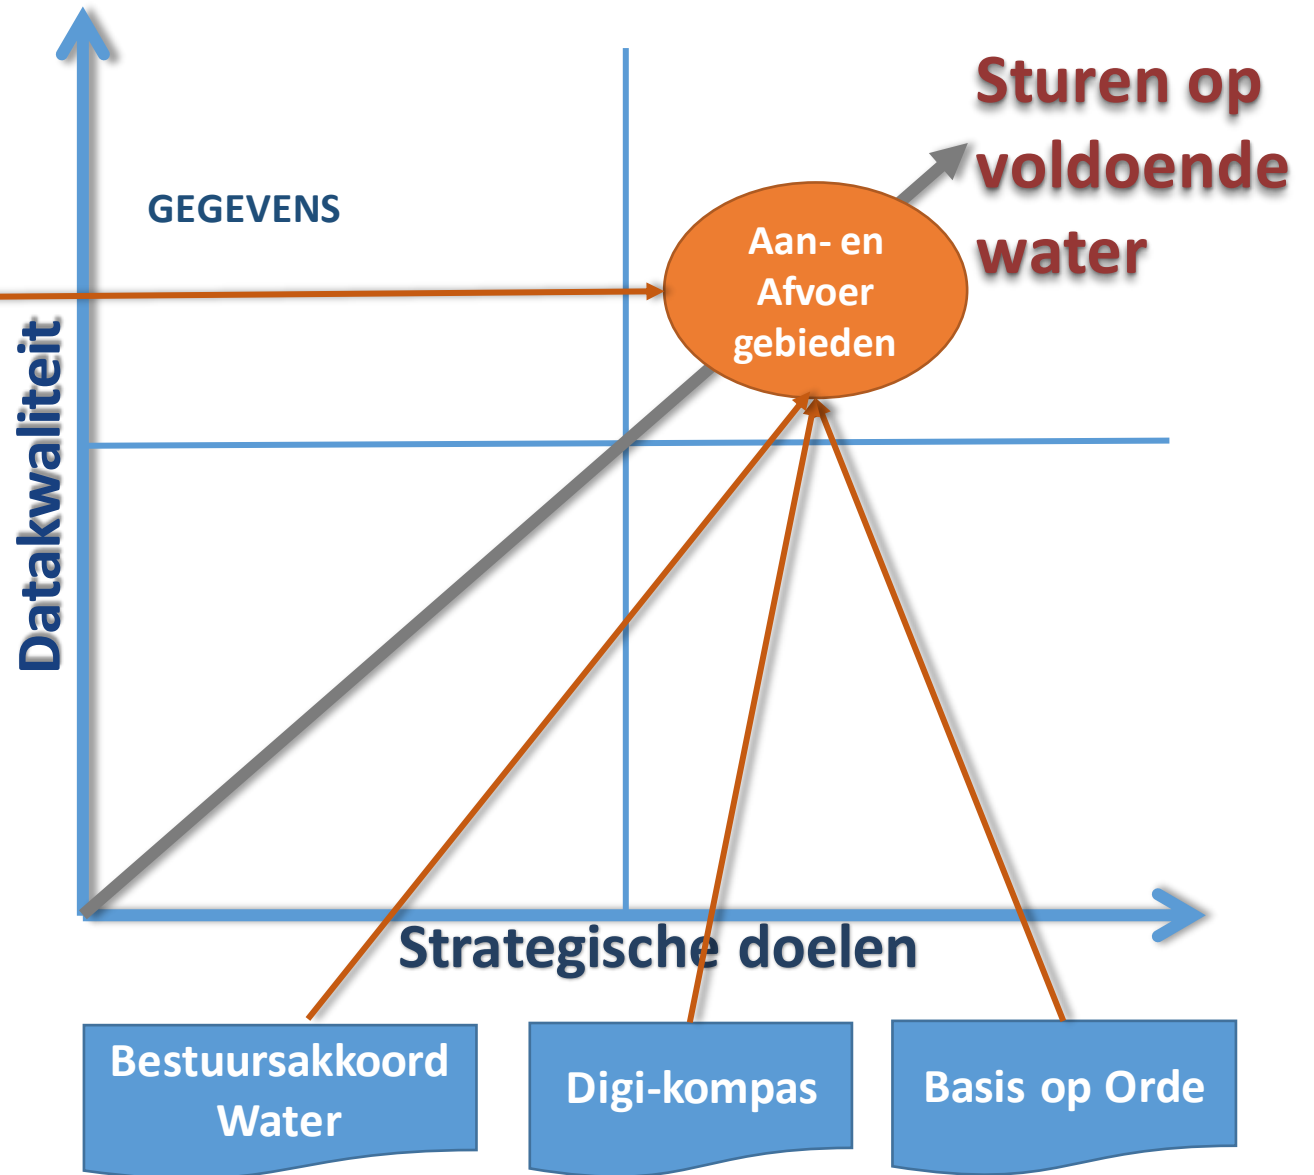 Sturen op
voldoende
water
GEGEVENS
Aan- en
Afvoer
gebieden
Datakwaliteit
Strategische doelen
Bestuursakkoord
Water
Digi-kompas
Basis op Orde